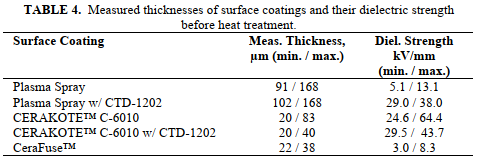 TABLE 4. Measured thicknesses of surface coatings and their dielectric strength
before heat treatment.
Surface Coating Meas. Thickness, Diel. Strength
µm (min. / max.) kV/mm
(min. / max.)
Plasma Spray 91 / 168 5.1 / 13.1
Plasma Spray w/ CTD-1202 102 / 168 29.0 / 38.0
CERAKOTE™ C-6010 20 / 83 24.6 / 64.4
CERAKOTE™ C-6010 w/ CTD-1202 20 / 40 29.5 / 43.7
CeraFuse™ 22 / 38 3.0 / 8.3